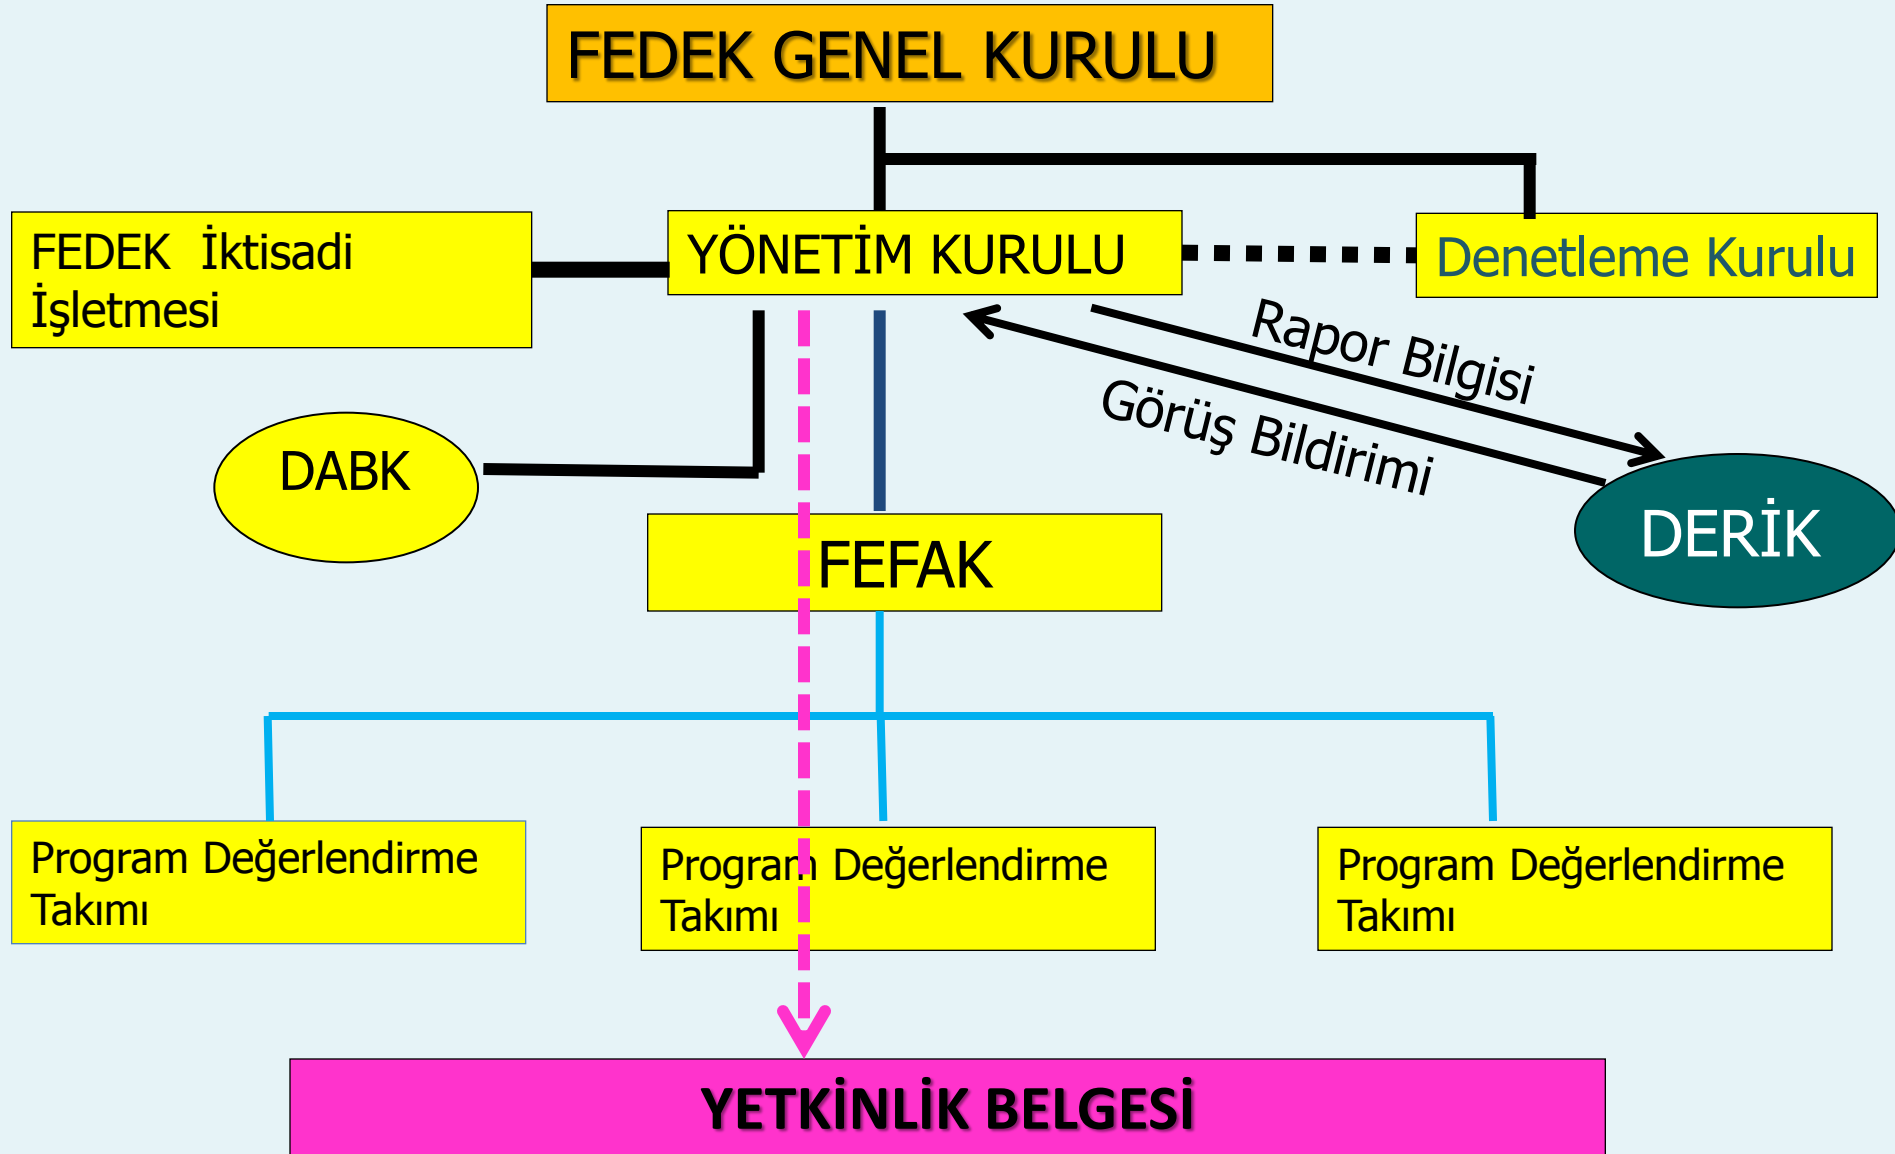 FEDEK GENEL KURULU
FEDEK İktisadi
İşletmesi
YÖNETİM KURULU
Denetleme Kurulu
Rapor Bilgisi
Görüş Bildirimi
DABK
DERİK
FEFAK
Program Değerlendirme
Takımı
Program Değerlendirme
Takımı
Program Değerlendirme
Takımı
YETKİNLİK BELGESİ